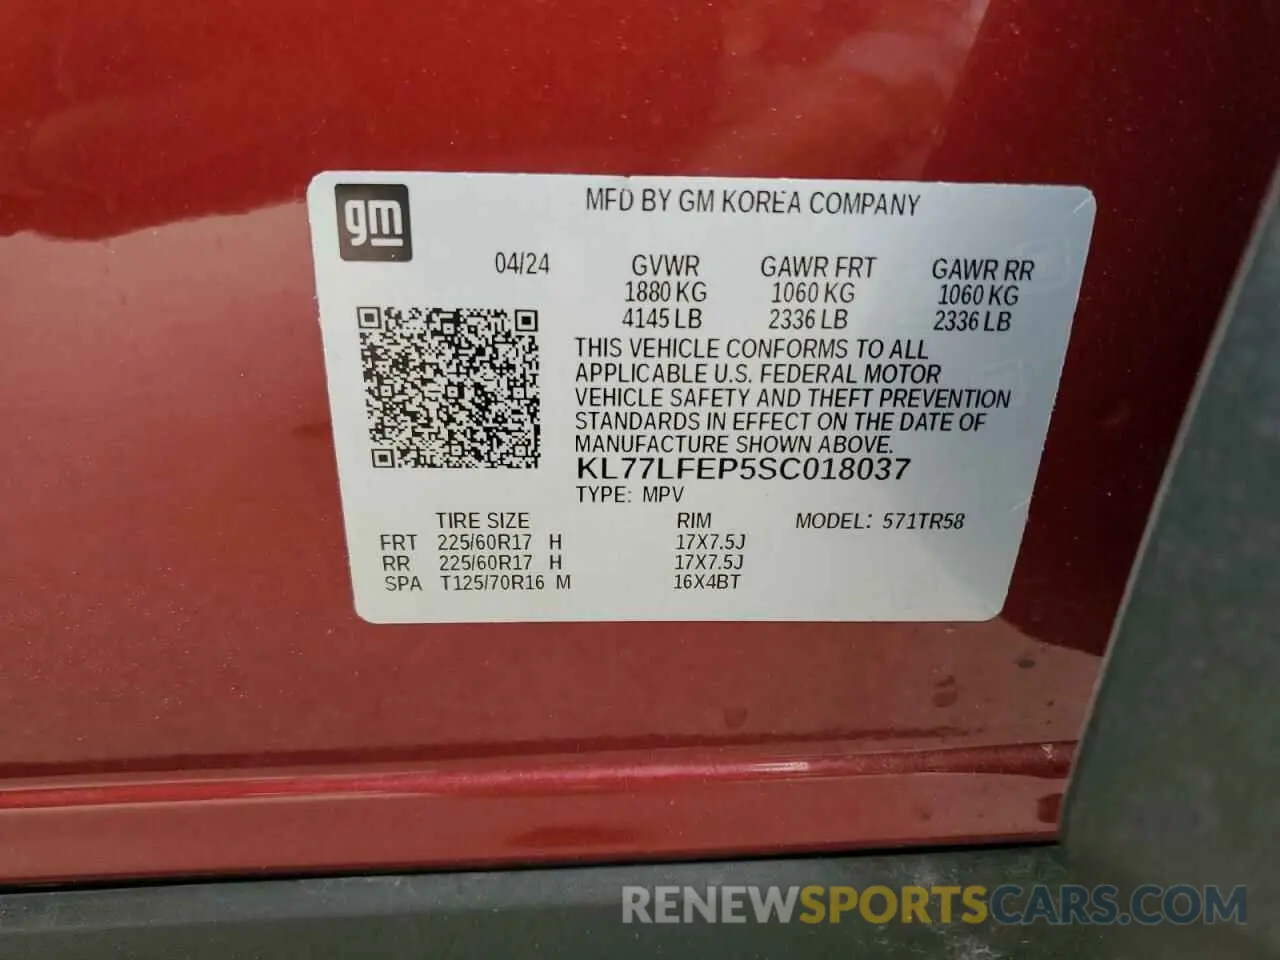 gm
MFD BY GM KOREA COMPANY
04/24 GVWR GAWR FRT GAWR RR
1880 KG 1060 KG 1060 KG
4145 LB 2336 LB 2336 LB
THIS VEHICLE CONFORMS TO ALL
APPLICABLE U.S. FEDERAL MOTOR
VEHICLE SAFETY AND THEFT PREVENTION
STANDARDS IN EFFECT ON THE DATE OF
MANUFACTURE SHOWN ABOVE.
KL77LFEP5SC018037
TYPE: MPV
TIRE SIZE RIM MODEL: 571TR58
FRT 225/60R17 H 17X7.5J
RR 225/60R17 H 17X7.5J
SPA T125/70R16 M 16X4BT
RENEWSPORTSCARS.COM